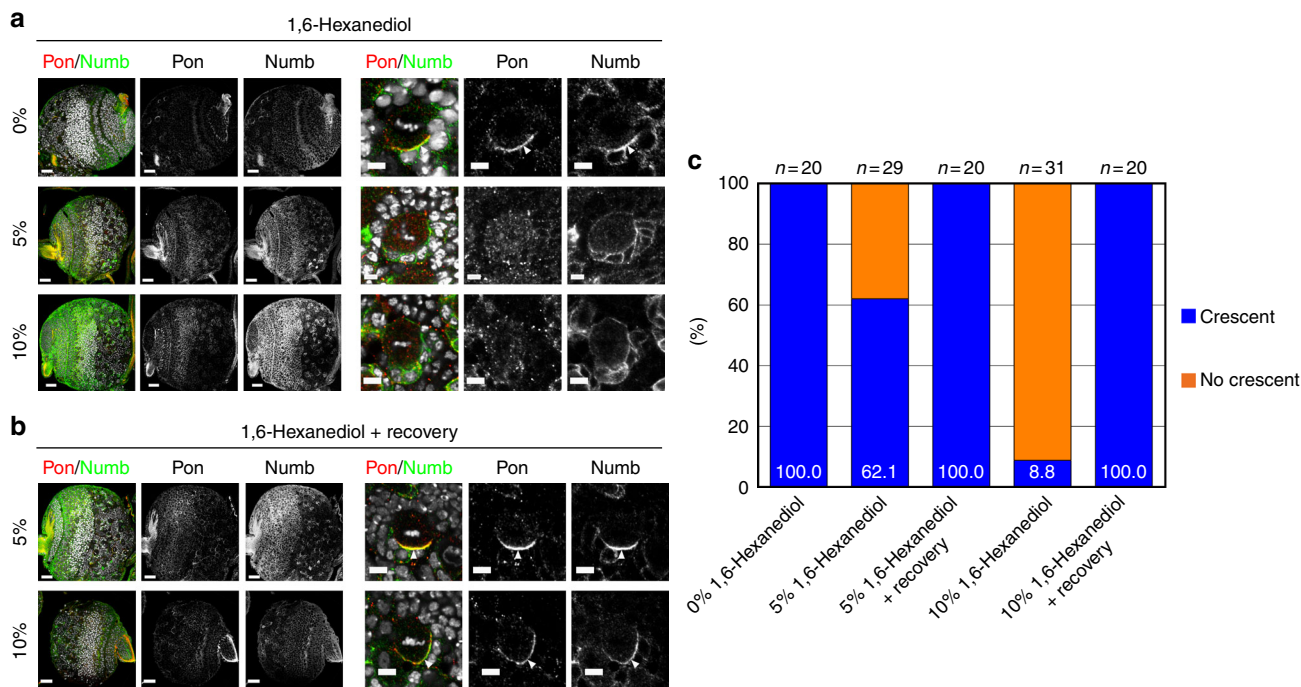 a
1,6-Hexanediol
Pon/Numb Pon Numb Pon/Numb Pon Numb
0%
5%
10%
b
1,6-Hexanediol + recovery
Pon/Numb Pon Numb Pon/Numb Pon Numb
5%
10%
c
n=20 n=29 n=20 n=31 n=20
100
80
60
40
20
0
(%)
100.0 62.1 100.0 8.8 100.0
0% 1,6-Hexanediol
5% 1,6-Hexanediol
5% 1,6-Hexanediol
+ recovery
10% 1,6-Hexanediol
10% 1,6-Hexanediol
+ recovery
Crescent
No crescent